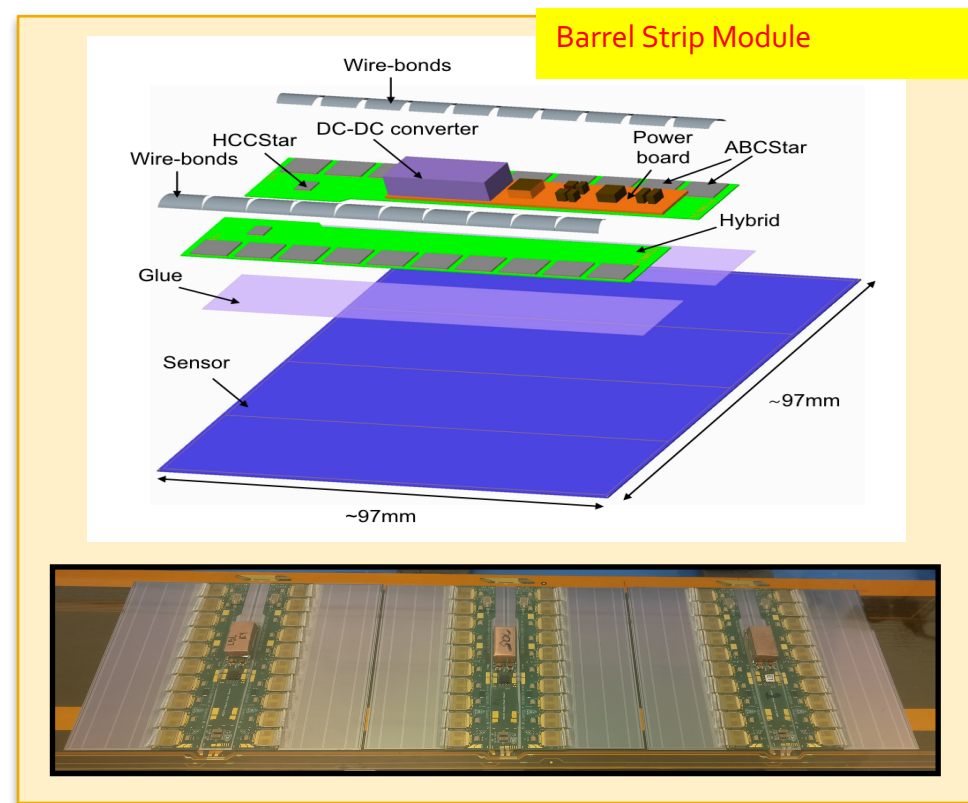 Barrel Strip Module
Wire-bonds
DC-DC converter
HCCStar
Wire-bonds
Power
board
ABCStar
Hybrid
Glue
Sensor
~97mm
~97mm